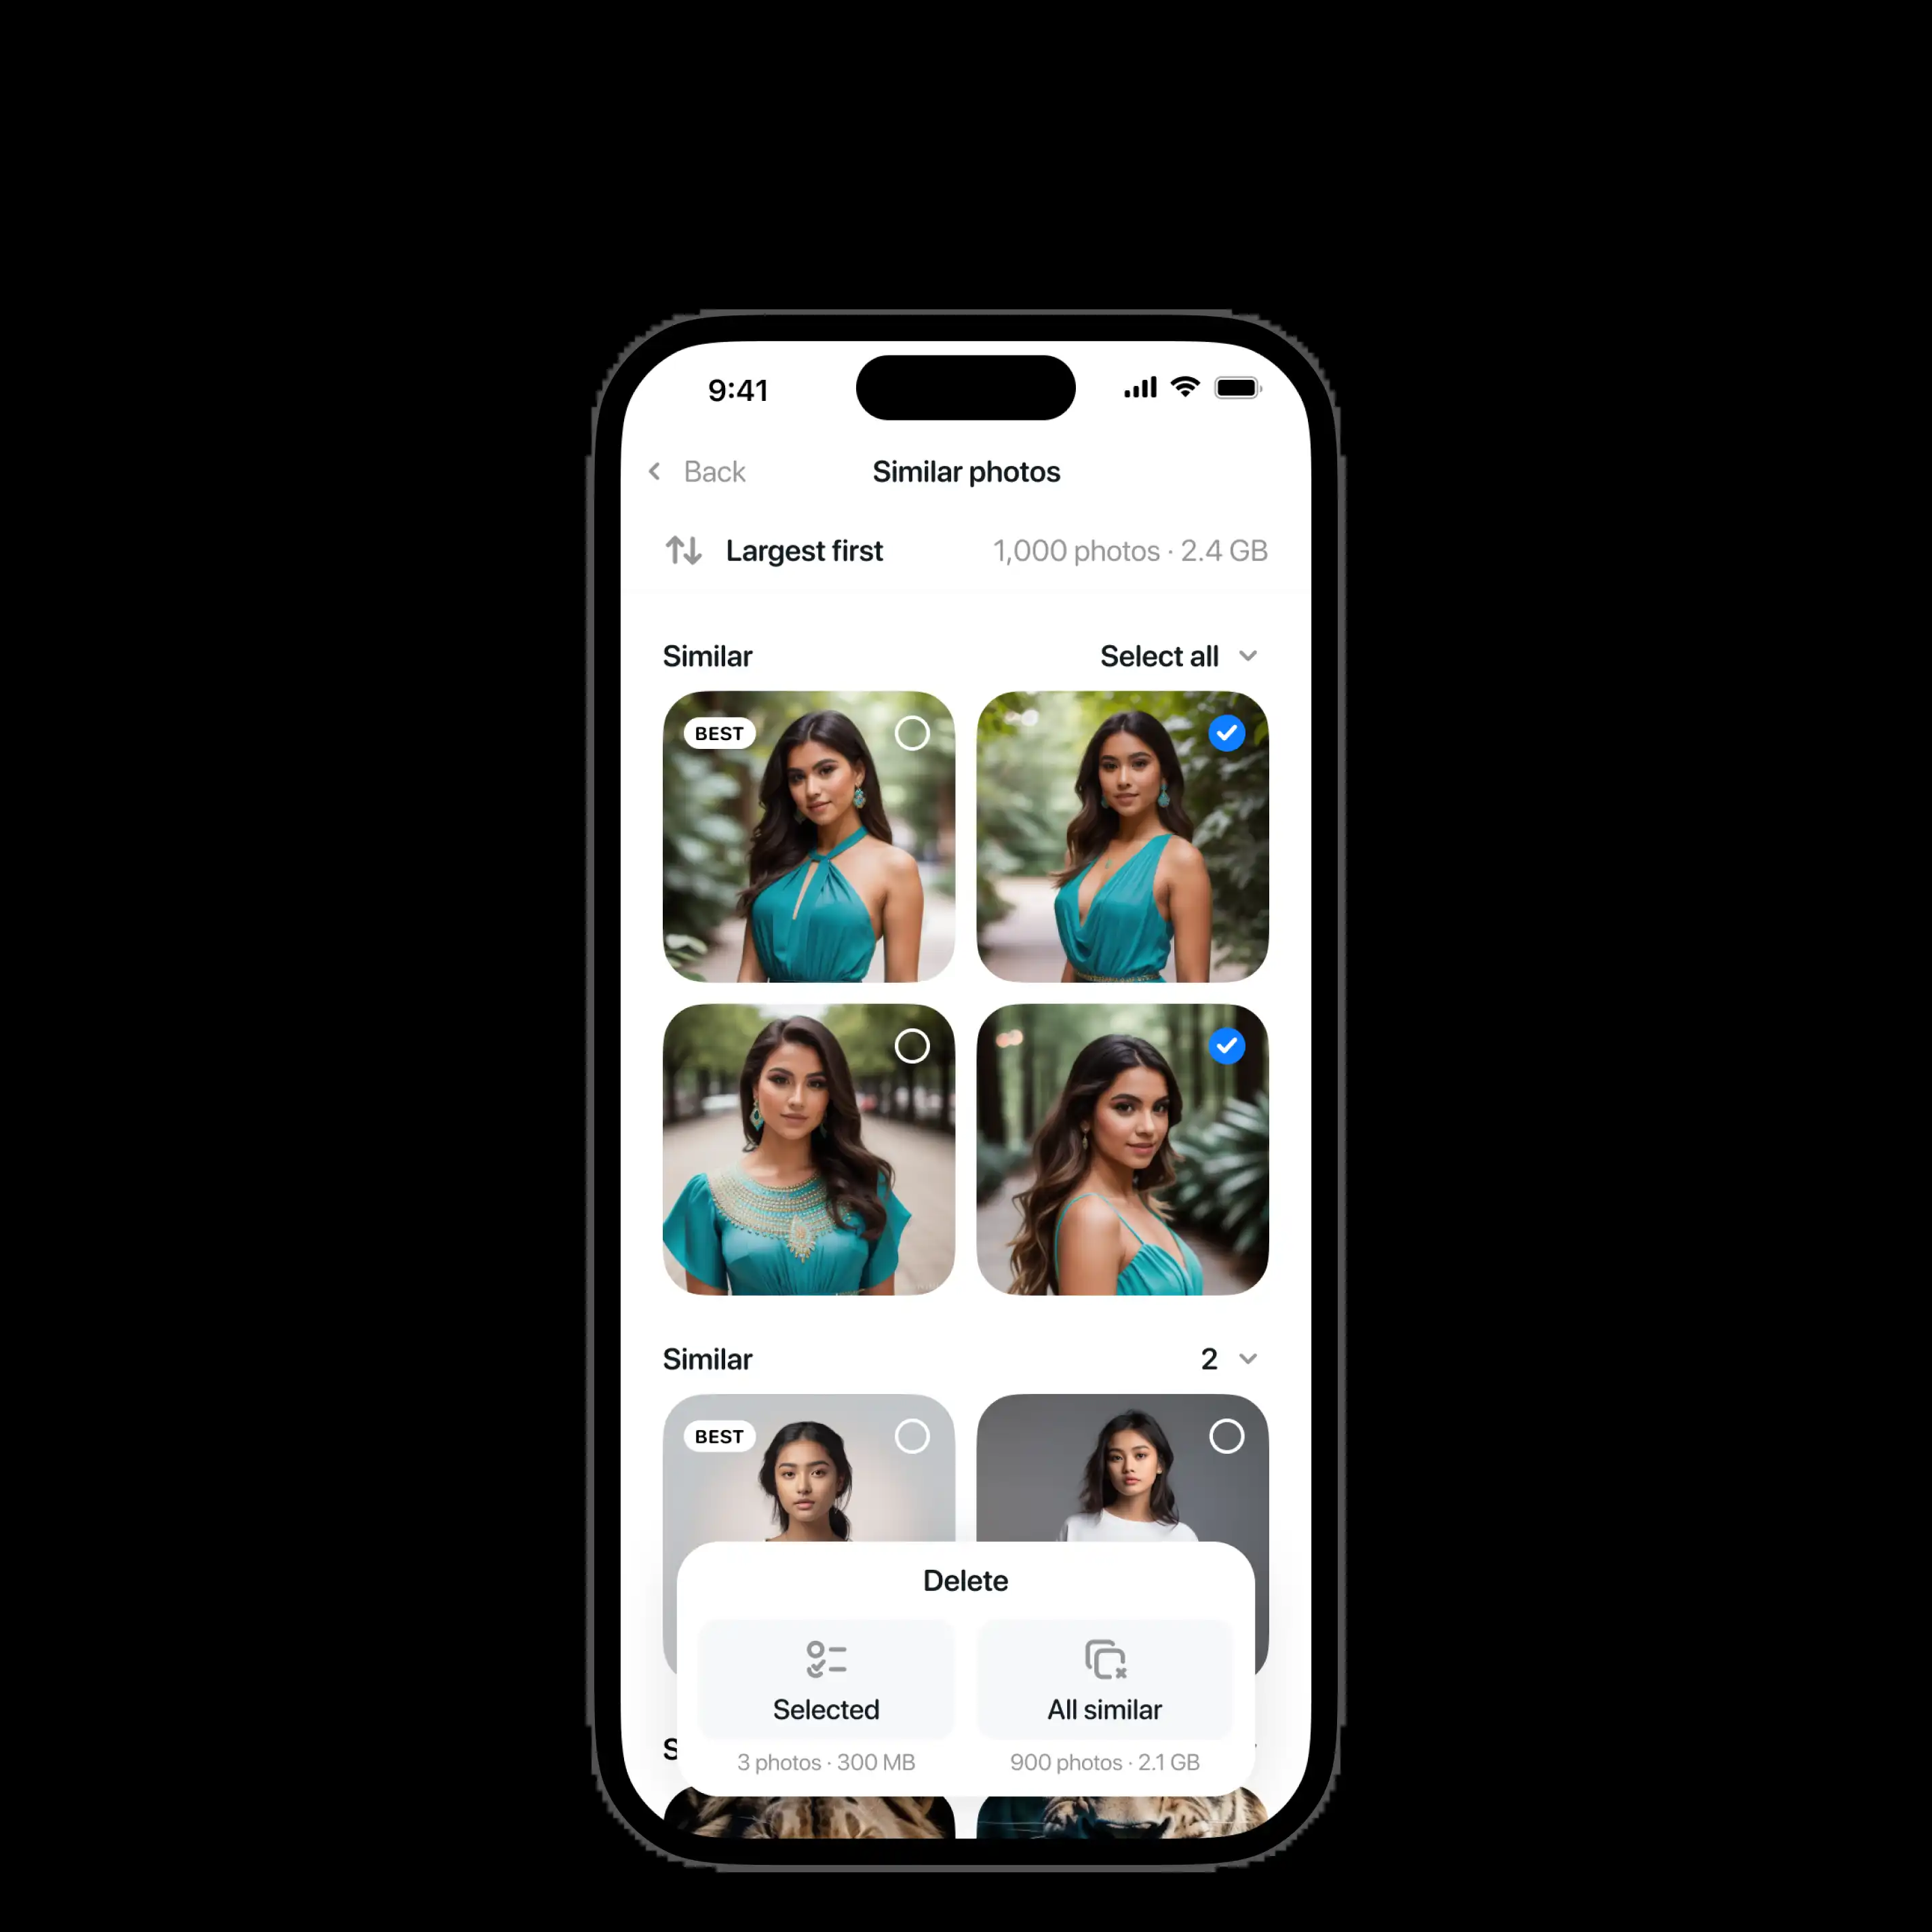 9:41
Back
Similar photos
Largest first
1,000 photos · 2.4 GB
Similar
Select all
BEST
Similar
2
BEST
Delete
Selected
All similar
3 photos · 300 MB
900 photos · 2.1 GB